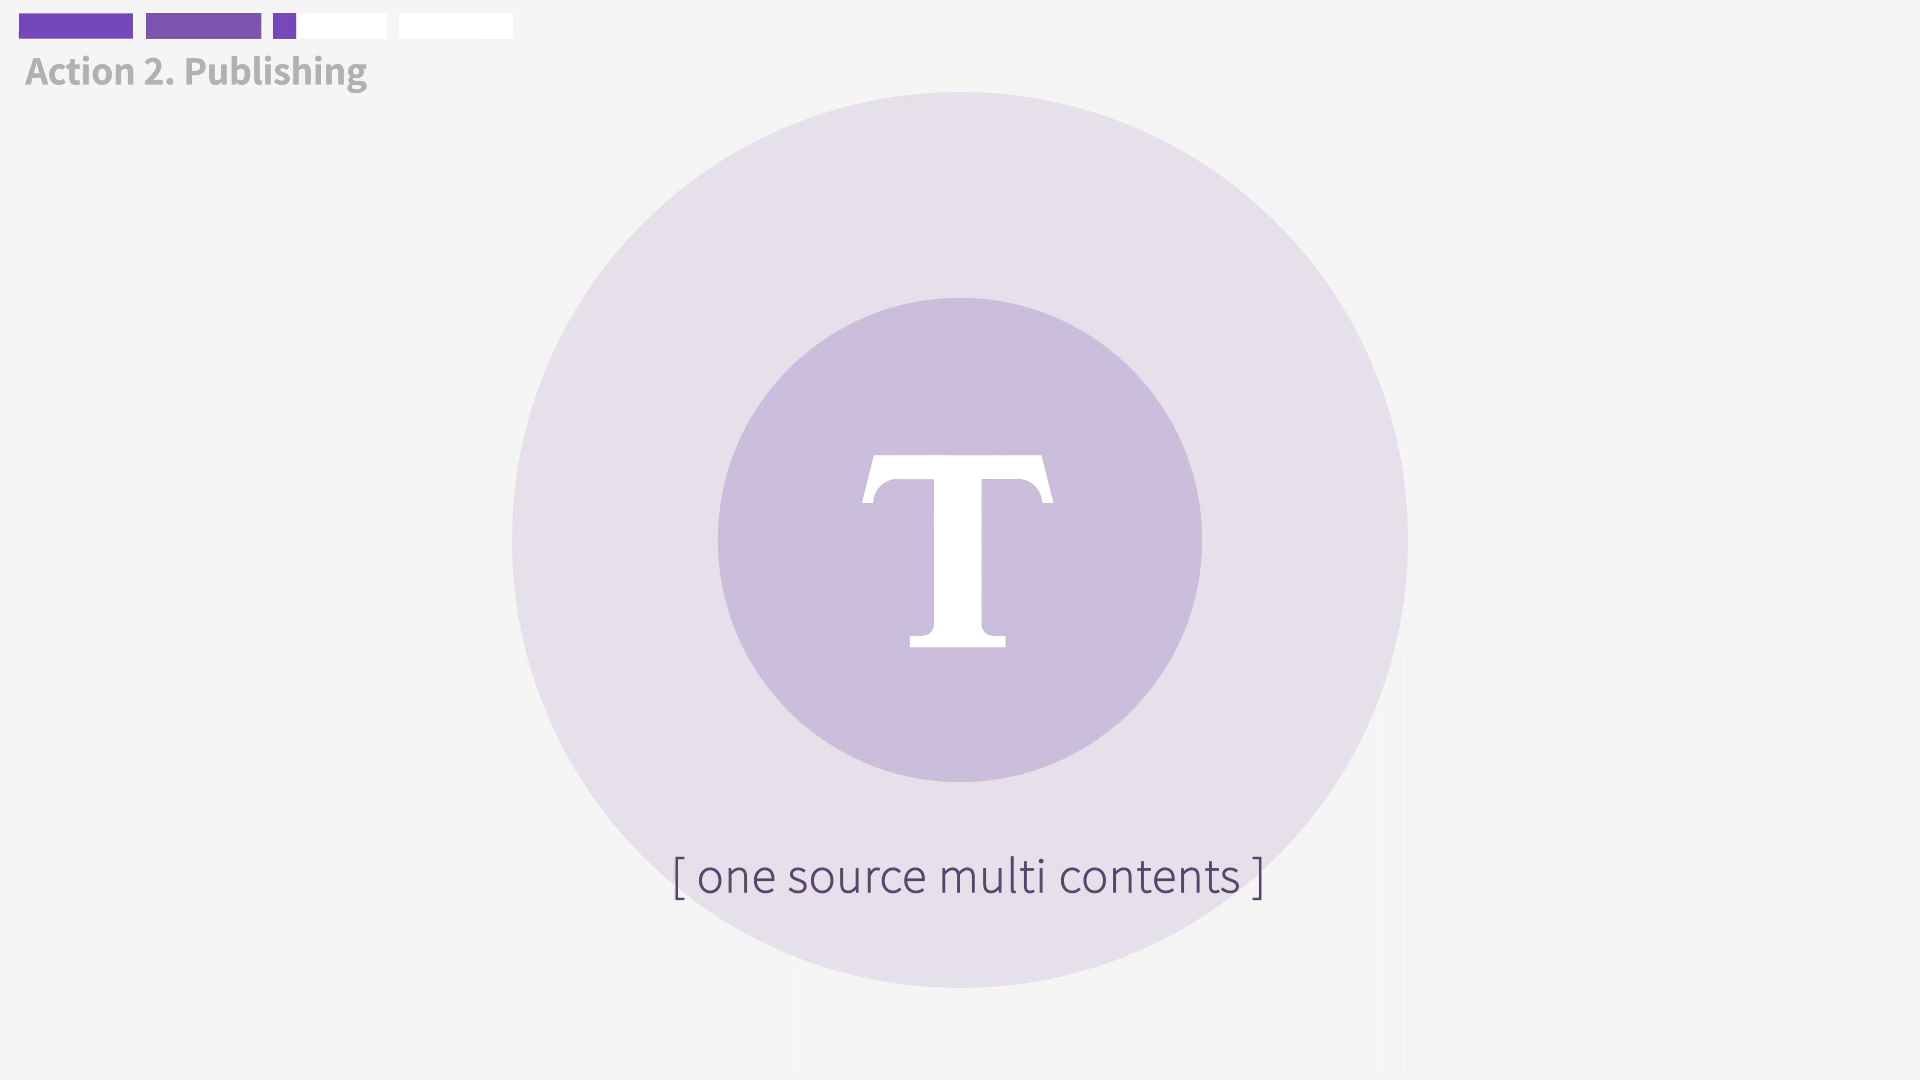 Action 2. Publishing
T
[ one source multi contents ]